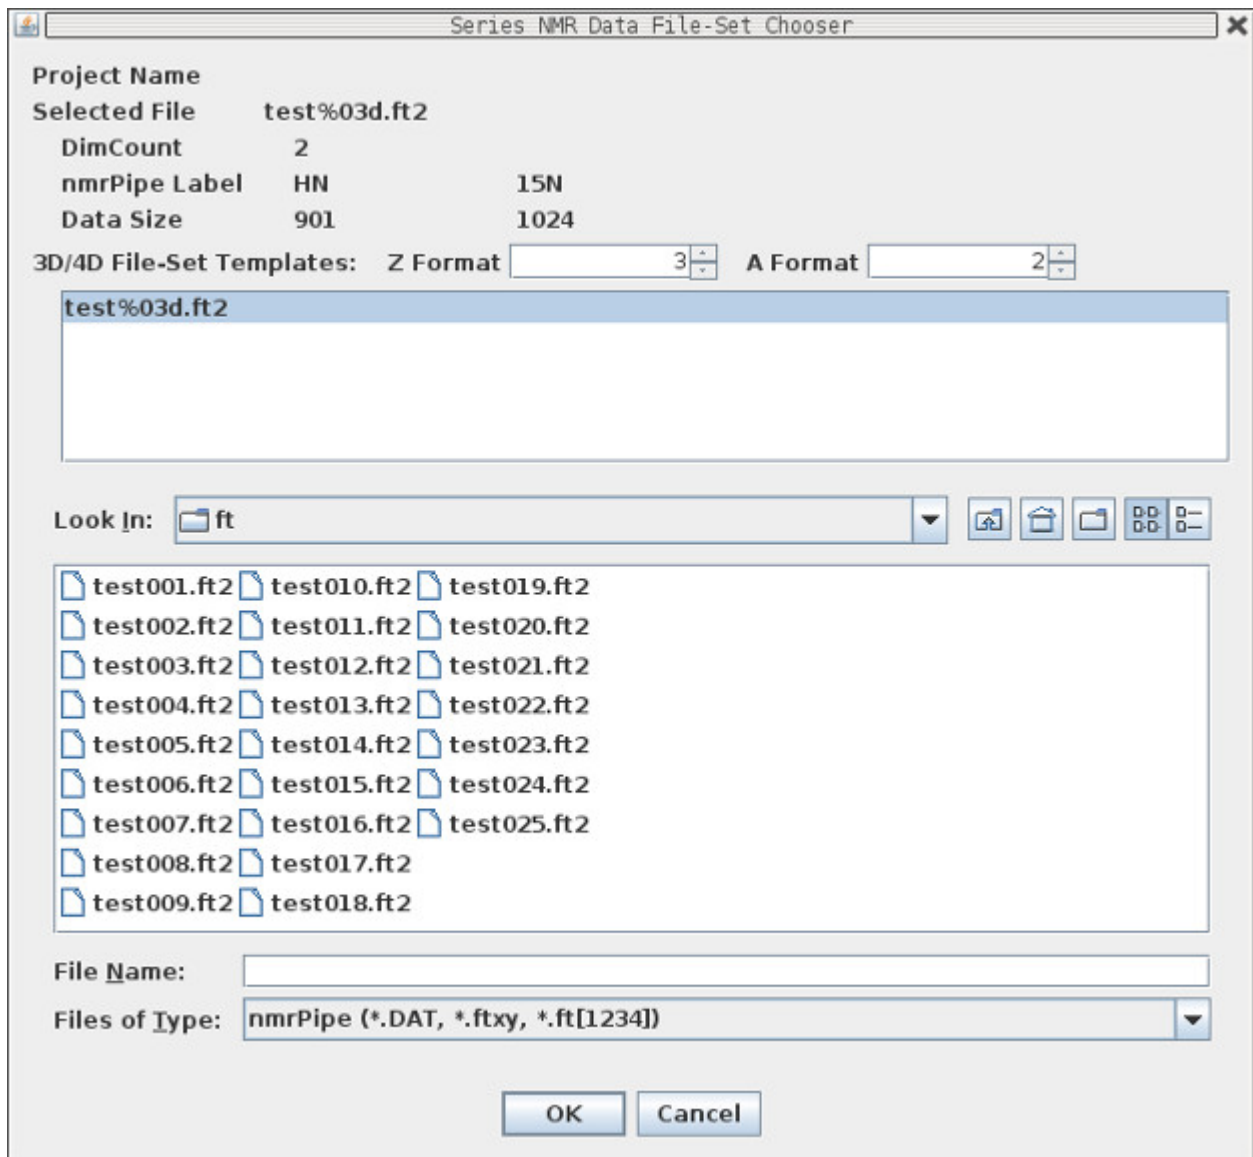 Series NMR Data File-Set Chooser
Project Name
Selected File test%03d.ft2
DimCount 2
nmrPipe Label HN 15N
Data Size 901 1024
3D/4D File-Set Templates: Z Format 3 A Format 2
test%03d.ft2
Look In: ft
test001.ft2 test010.ft2 test019.ft2
test002.ft2 test011.ft2 test020.ft2
test003.ft2 test012.ft2 test021.ft2
test004.ft2 test013.ft2 test022.ft2
test005.ft2 test014.ft2 test023.ft2
test006.ft2 test015.ft2 test024.ft2
test007.ft2 test016.ft2 test025.ft2
test008.ft2 test017.ft2
test009.ft2 test018.ft2
File Name:
Files of Type: nmrPipe (*.DAT, *.ftxy, *.ft[1234])
OK Cancel